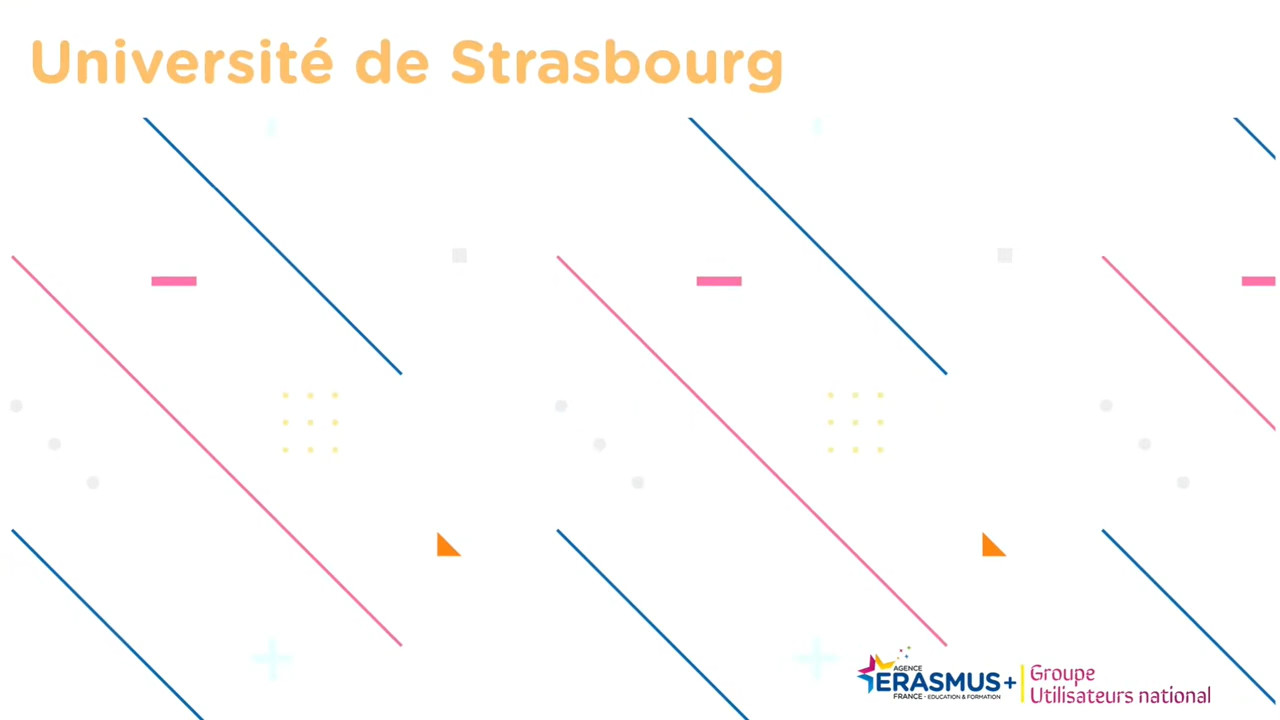 Université de Strasbourg
AGENCE
ERASMUS+
FRANCE - EDUCATION & FORMATION
Groupe
Utilisateurs national